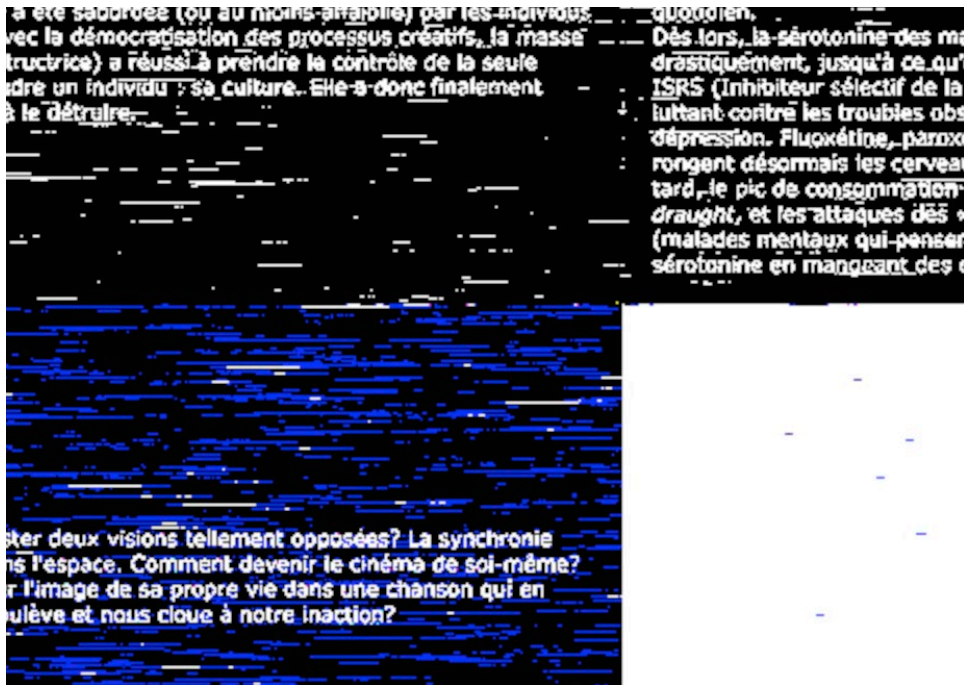 a été sabordée (ou au moins affaiblie) par les individus
vec la démocratisation des processus créatifs, la masse
tructrice) a réussi à prendre le contrôle de la seule
dre un individu : sa culture. Elle a donc finalement
à le détruire.
quotidien.
Dès lors, la sérotonine des ma
drastiquement, jusqu'à ce qu'
ISRS (Inhibiteur sélectif de la
luttant contre les troubles obs
dépression. Fluoxétine, paroxé
rongent désormais les cerveau
tard, le pic de consommation
draught, et les attaques des «
(malades mentaux qui penser
sérotonine en mangeant des c
ster deux visions tellement opposées? La synchronie
ns l'espace. Comment devenir le cinéma de soi-même?
r l'image de sa propre vie dans une chanson qui en
oulève et nous cloue à notre inaction?